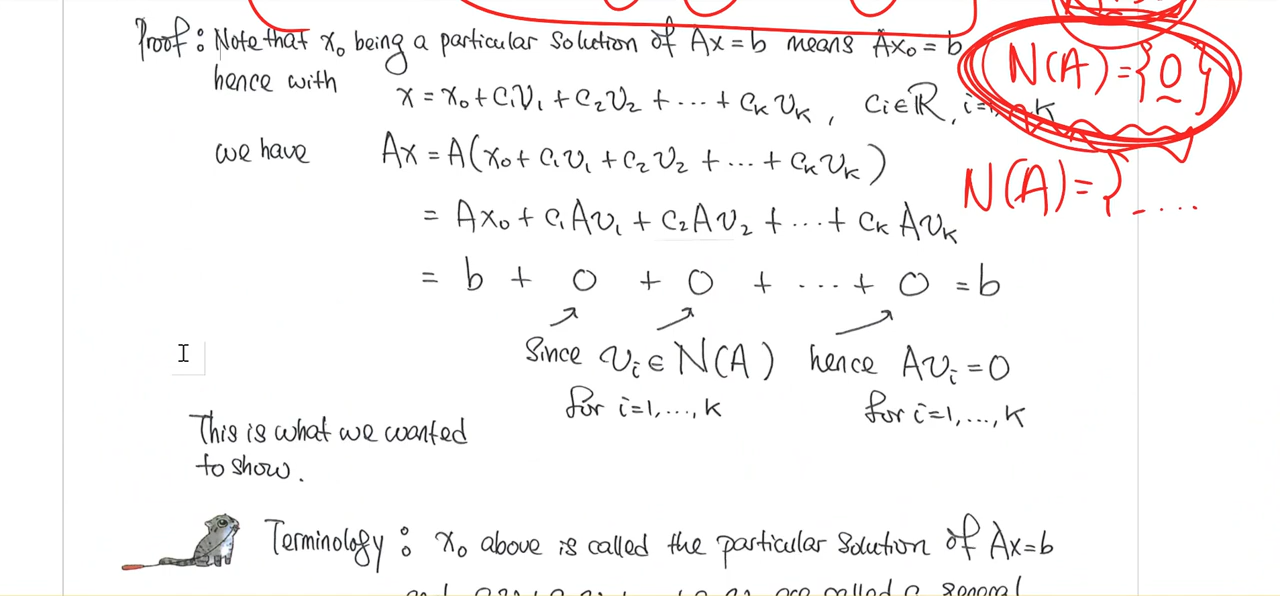 Proof: Note that x₀ being a particular solution of Ax=b means Ax₀=b
N(A)={0}
hence with x=x₀+c₁v₁+c₂v₂+...+cₖvₖ, cᵢ∈ℝ, i= K
we have Ax=A(x₀+c₁v₁+c₂v₂+...+cₖvₖ)
N(A)={....
= Ax₀+c₁Av₁+c₂Av₂+...+cₖAvₖ
= b + 0 + 0 + ... + 0 = b
Since vᵢ∈N(A) hence Avᵢ=0
for i=1,...,K for i=1,...,K
This is what we wanted
to show.
Terminology: x₀ above is called the particular solution of Ax=b